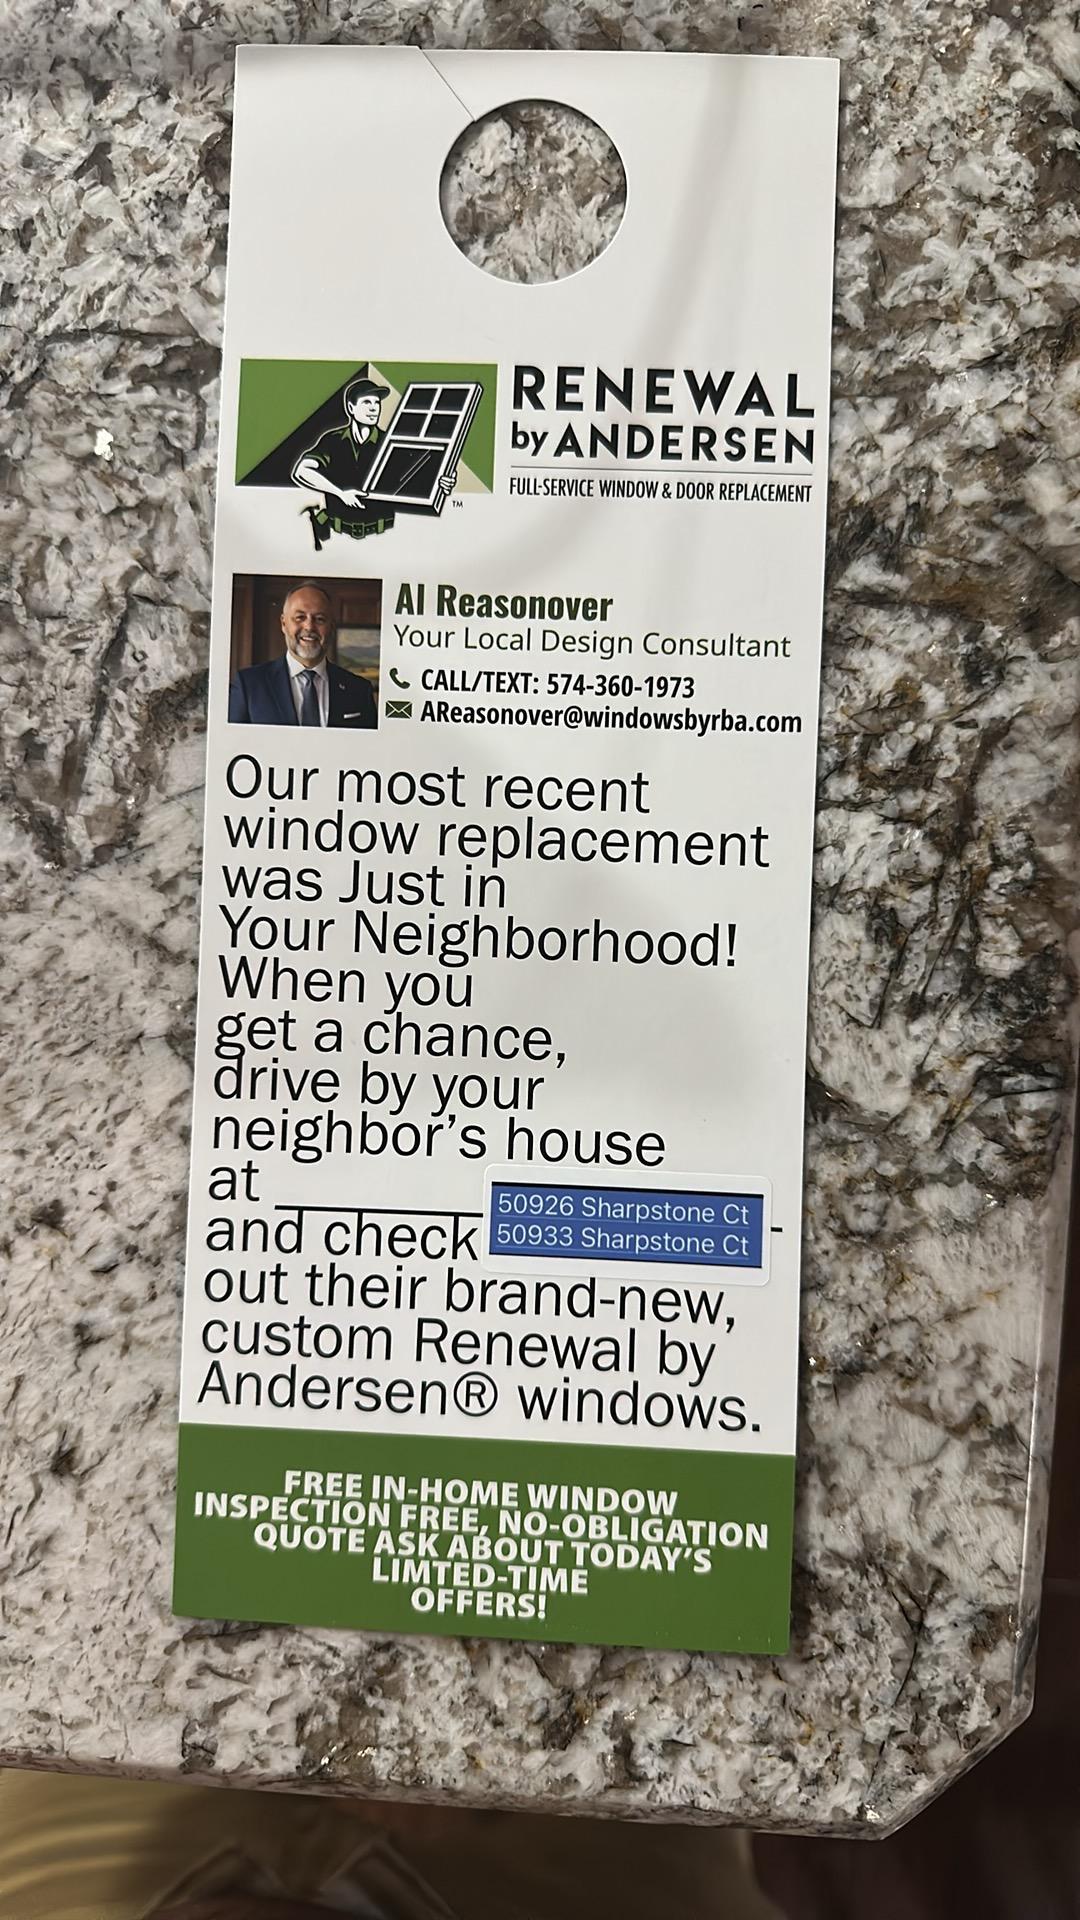 RENEWAL
by ANDERSEN
FULL-SERVICE WINDOW & DOOR REPLACEMENT
TM
Al Reasonover
Your Local Design Consultant
CALL/TEXT: 574-360-1973
AReasonover@windowsbyrba.com
Our most recent
window replacement
was Just in
Your Neighborhood!
When you
get a chance,
drive by your
neighbor's house
at
50926 Sharpstone Ct
50933 Sharpstone Ct
and check
out their brand-new,
custom Renewal by
Andersen® windows.
FREE IN-HOME WINDOW
INSPECTION FREE, NO-OBLIGATION
QUOTE ASK ABOUT TODAY'S
LIMTED-TIME
OFFERS!